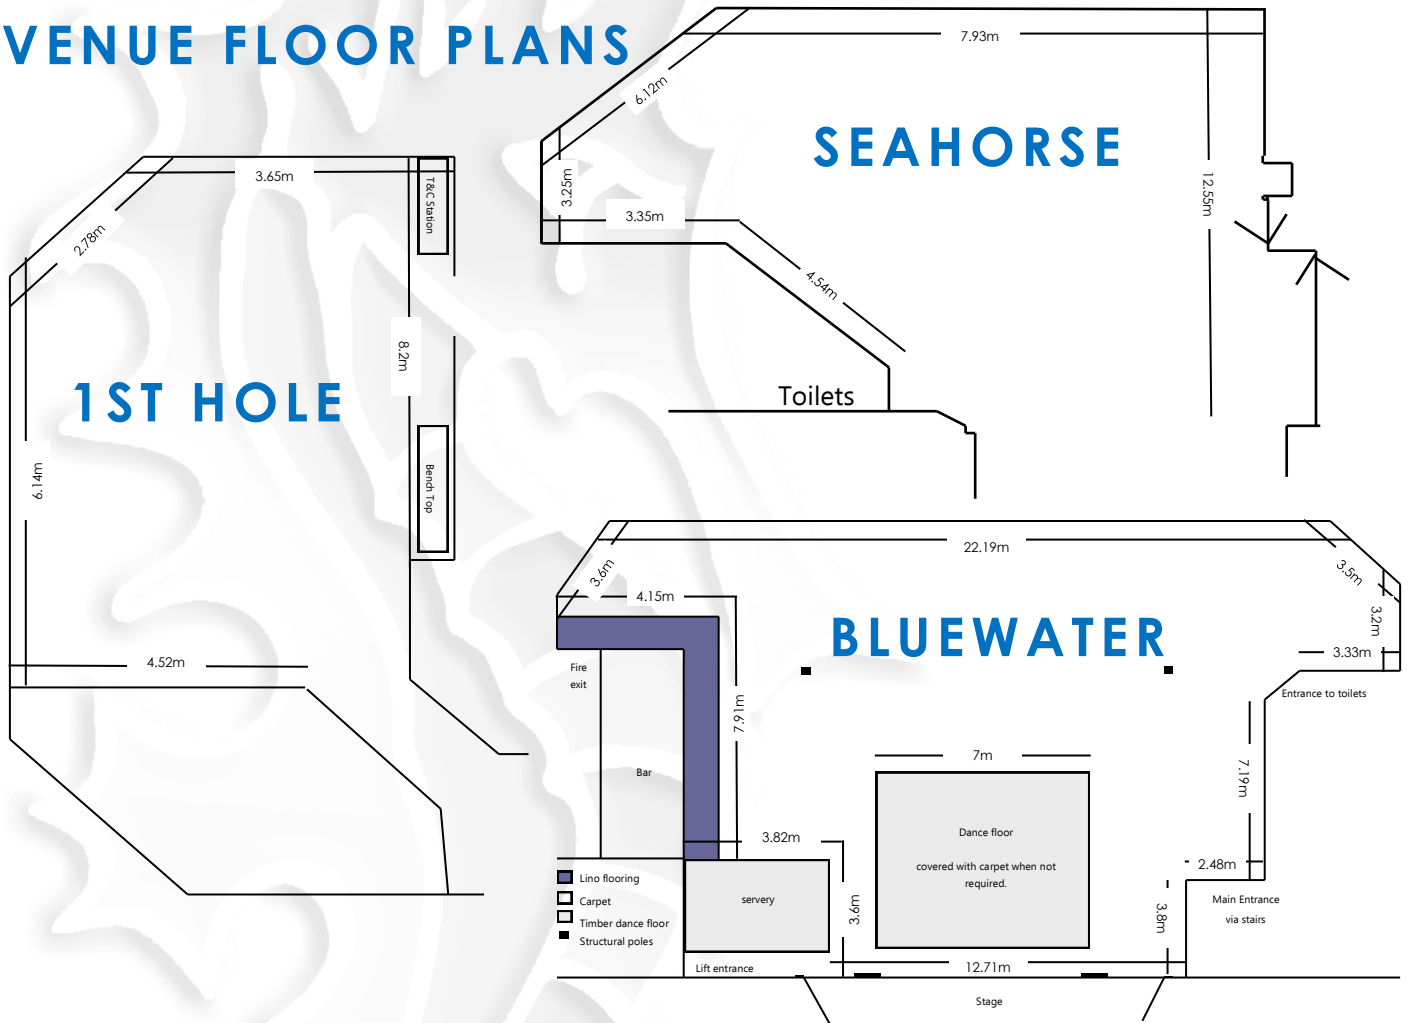 VENUE FLOOR PLANS
7.93m
6.12m
SEAHORSE
3.25m
12.55m
3.35m
4.54m
Toilets
3.65m
T&C Station
2.78m
8.2m
1ST HOLE
6.14m
Bench Top
4.52m
22.19m
3.6m
3.5m
4.15m
3.2m
BLUEWATER
3.33m
Fire
exit
Entrance to toilets
7.91m
7m
Bar
7.19m
Dance floor
covered with carpet when not
required.
3.82m
2.48m
Lino flooring
Carpet
Timber dance floor
Structural poles
servery
3.6m
3.8m
Main Entrance
via stairs
Lift entrance
12.71m
Stage